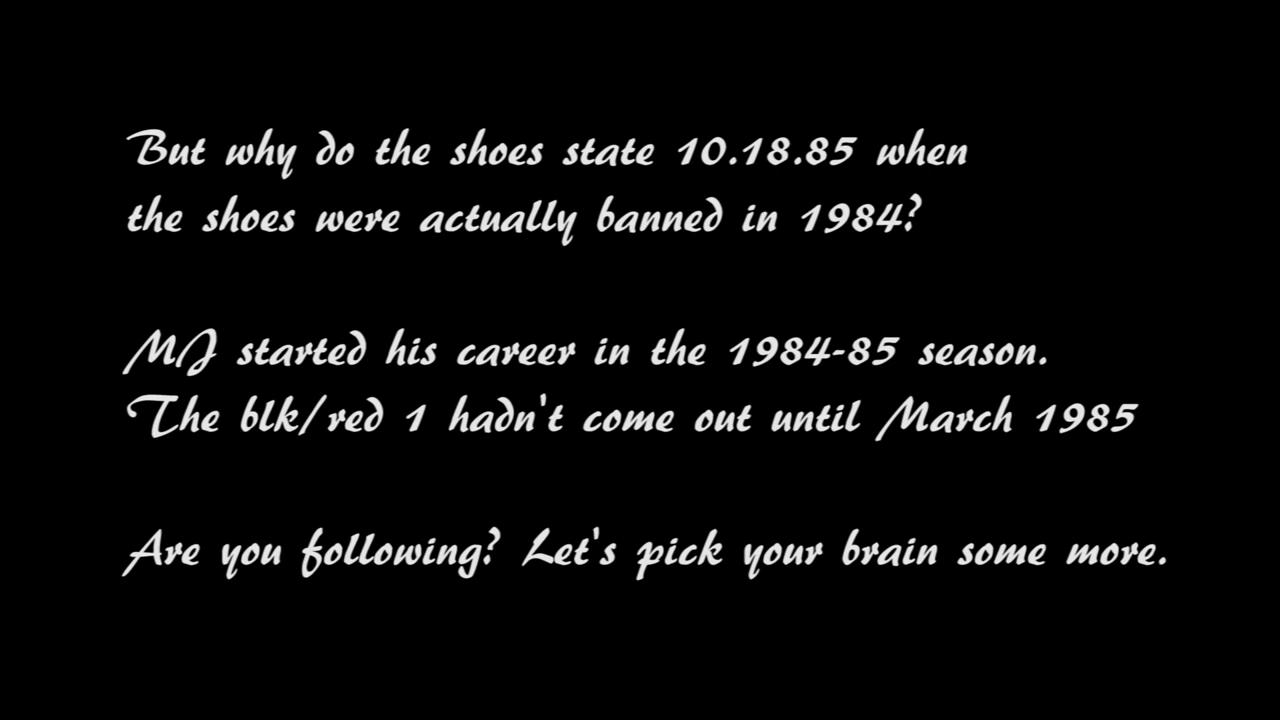 But why do the shoes state 10.18.85 when
the shoes were actually banned in 1984?
MJ started his career in the 1984-85 season.
The blk/red 1 hadn't come out until March 1985
Are you following? Let's pick your brain some more.